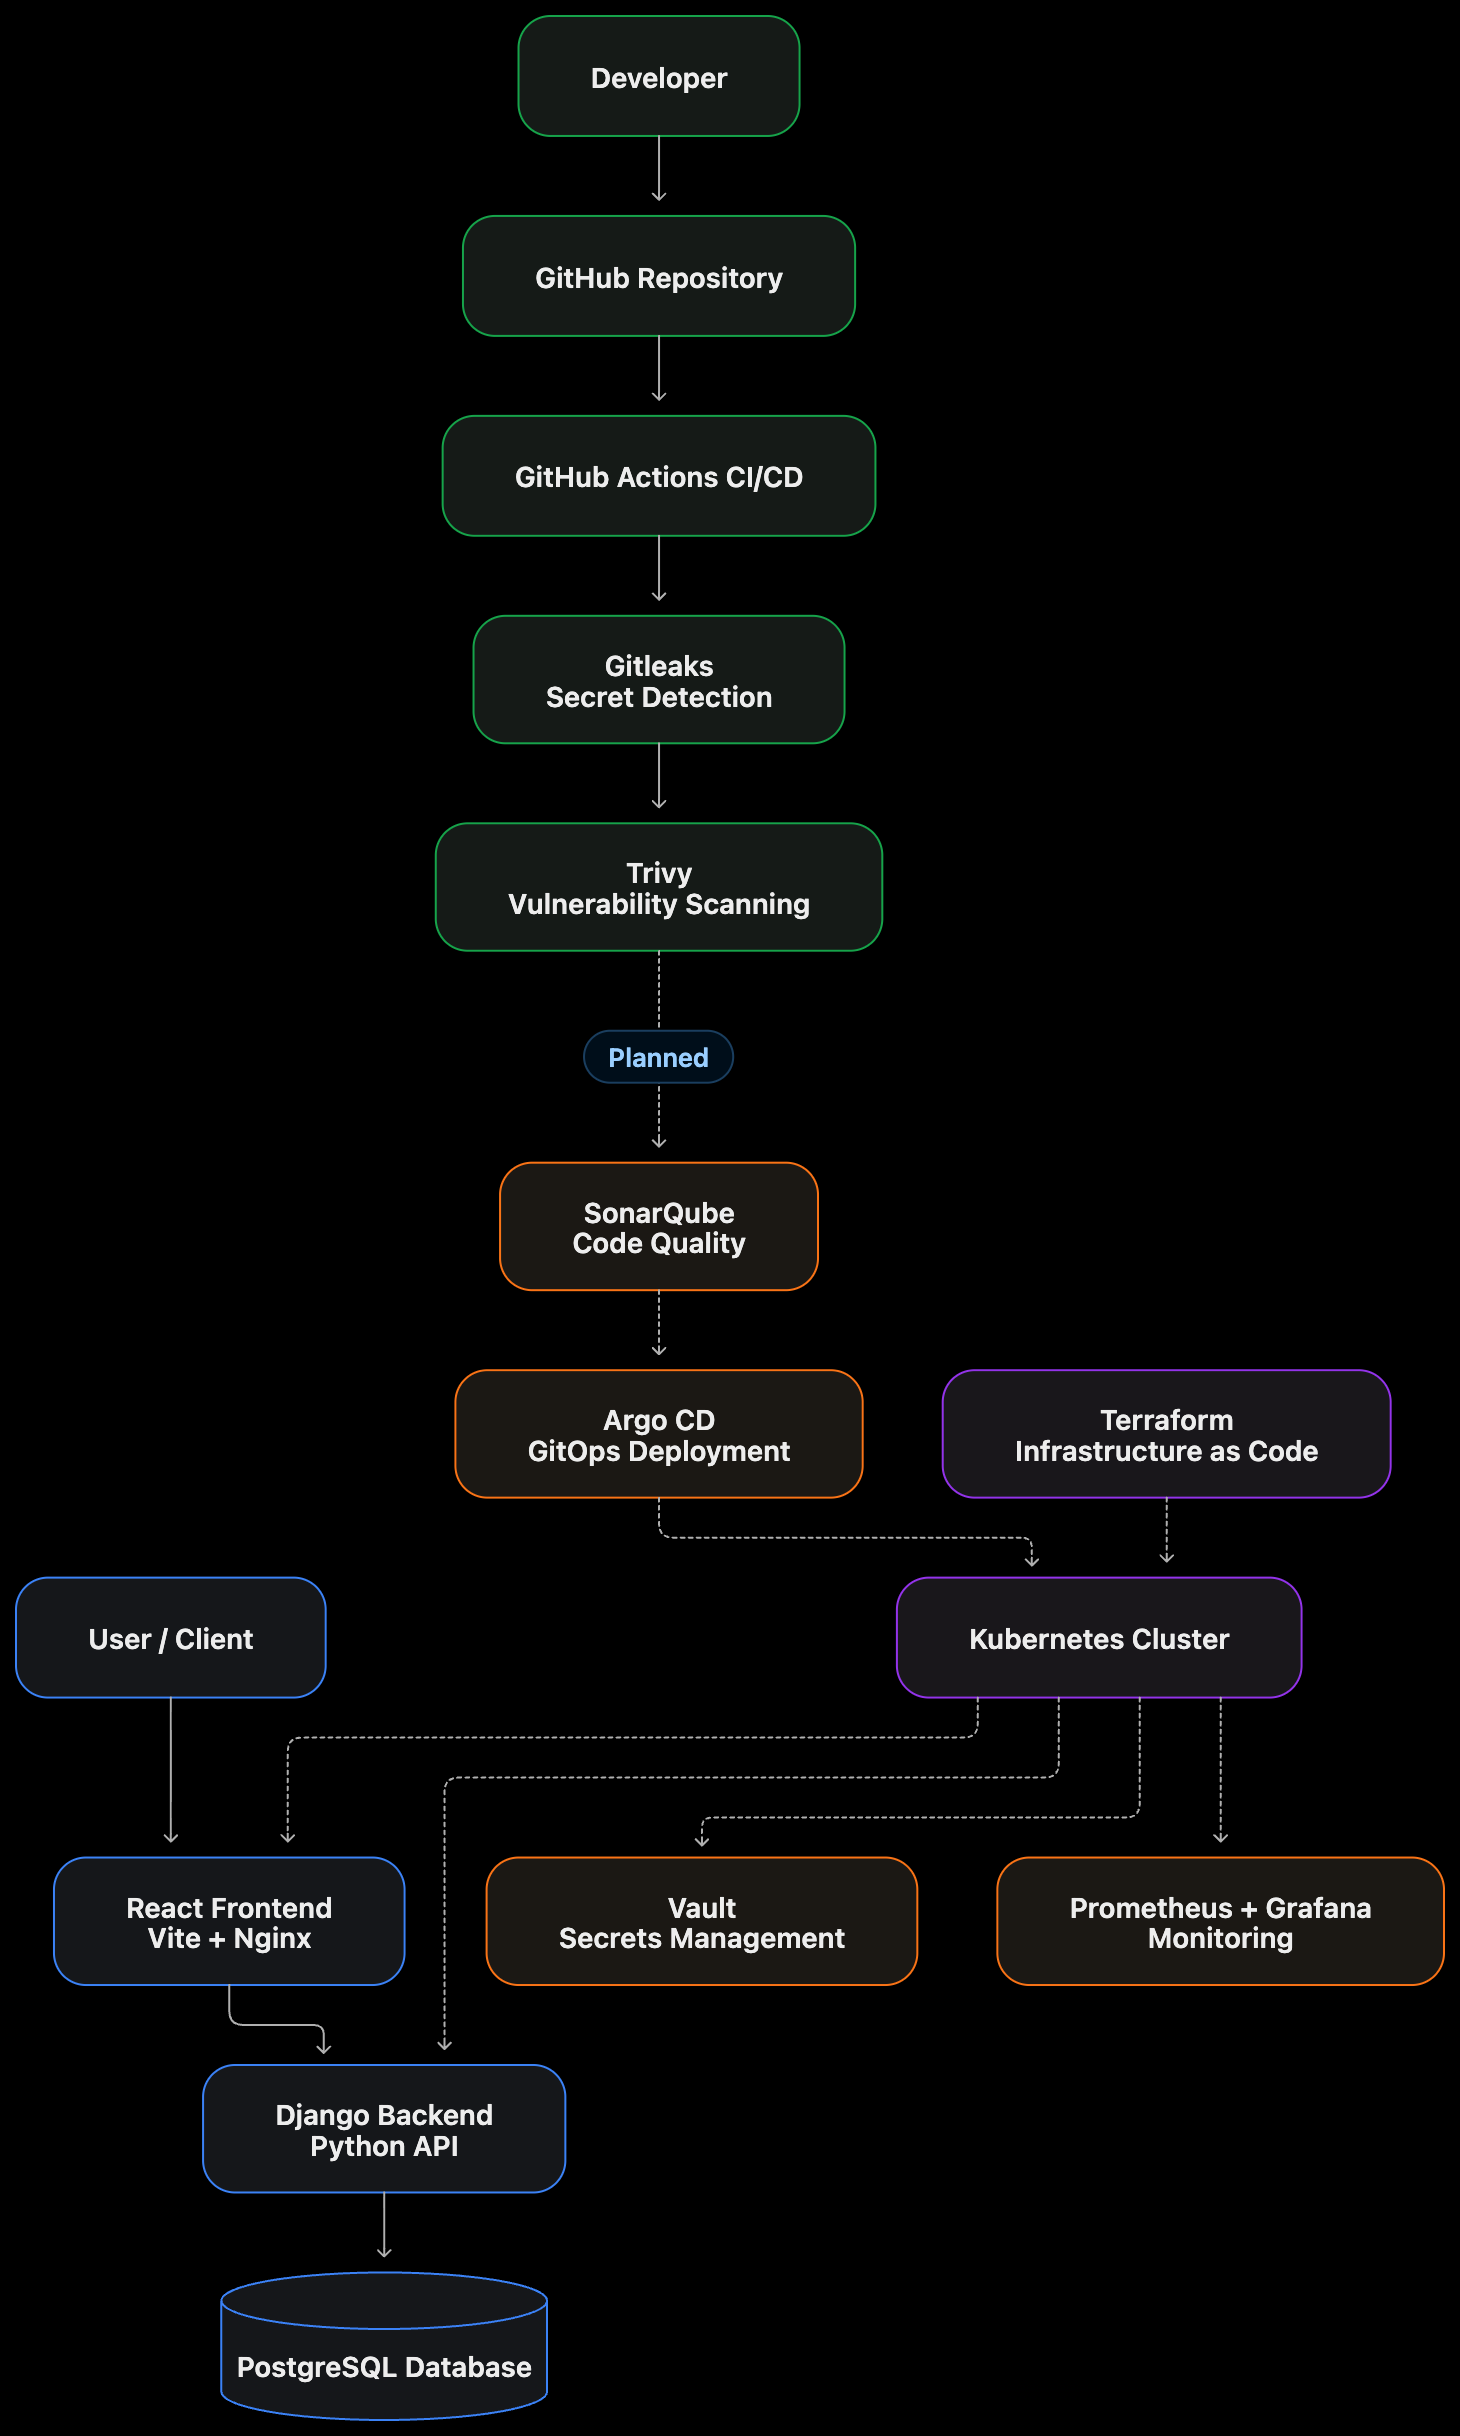 Developer
GitHub Repository
GitHub Actions CI/CD
Gitleaks
Secret Detection
Trivy
Vulnerability Scanning
Planned
SonarQube
Code Quality
Argo CD
GitOps Deployment
Terraform
Infrastructure as Code
User / Client
Kubernetes Cluster
React Frontend
Vite + Nginx
Vault
Secrets Management
Prometheus + Grafana
Monitoring
Django Backend
Python API
PostgreSQL Database